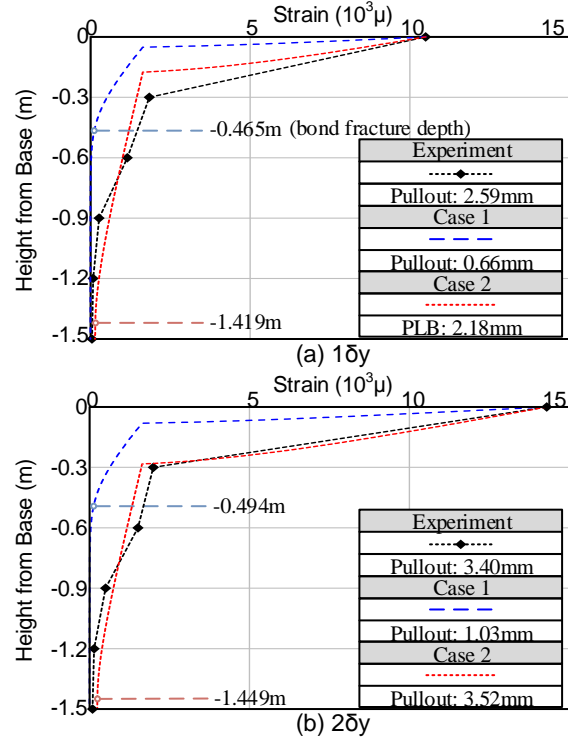 Strain (10³μ)
0 5 10 15
Height from Base (m)
0
-0.3
-0.6
-0.9
-1.2
-1.5
-0.465m (bond fracture depth)
-1.419m
Experiment
Pullout: 2.59mm
Case 1
Pullout: 0.66mm
Case 2
PLB: 2.18mm
(a) 1δy
0 5 10 15
Strain (10³μ)
Height from Base (m)
0
-0.3
-0.6
-0.9
-1.2
-1.5
-0.494m
-1.449m
Experiment
Pullout: 3.40mm
Case 1
Pullout: 1.03mm
Case 2
Pullout: 3.52mm
(b) 2δy